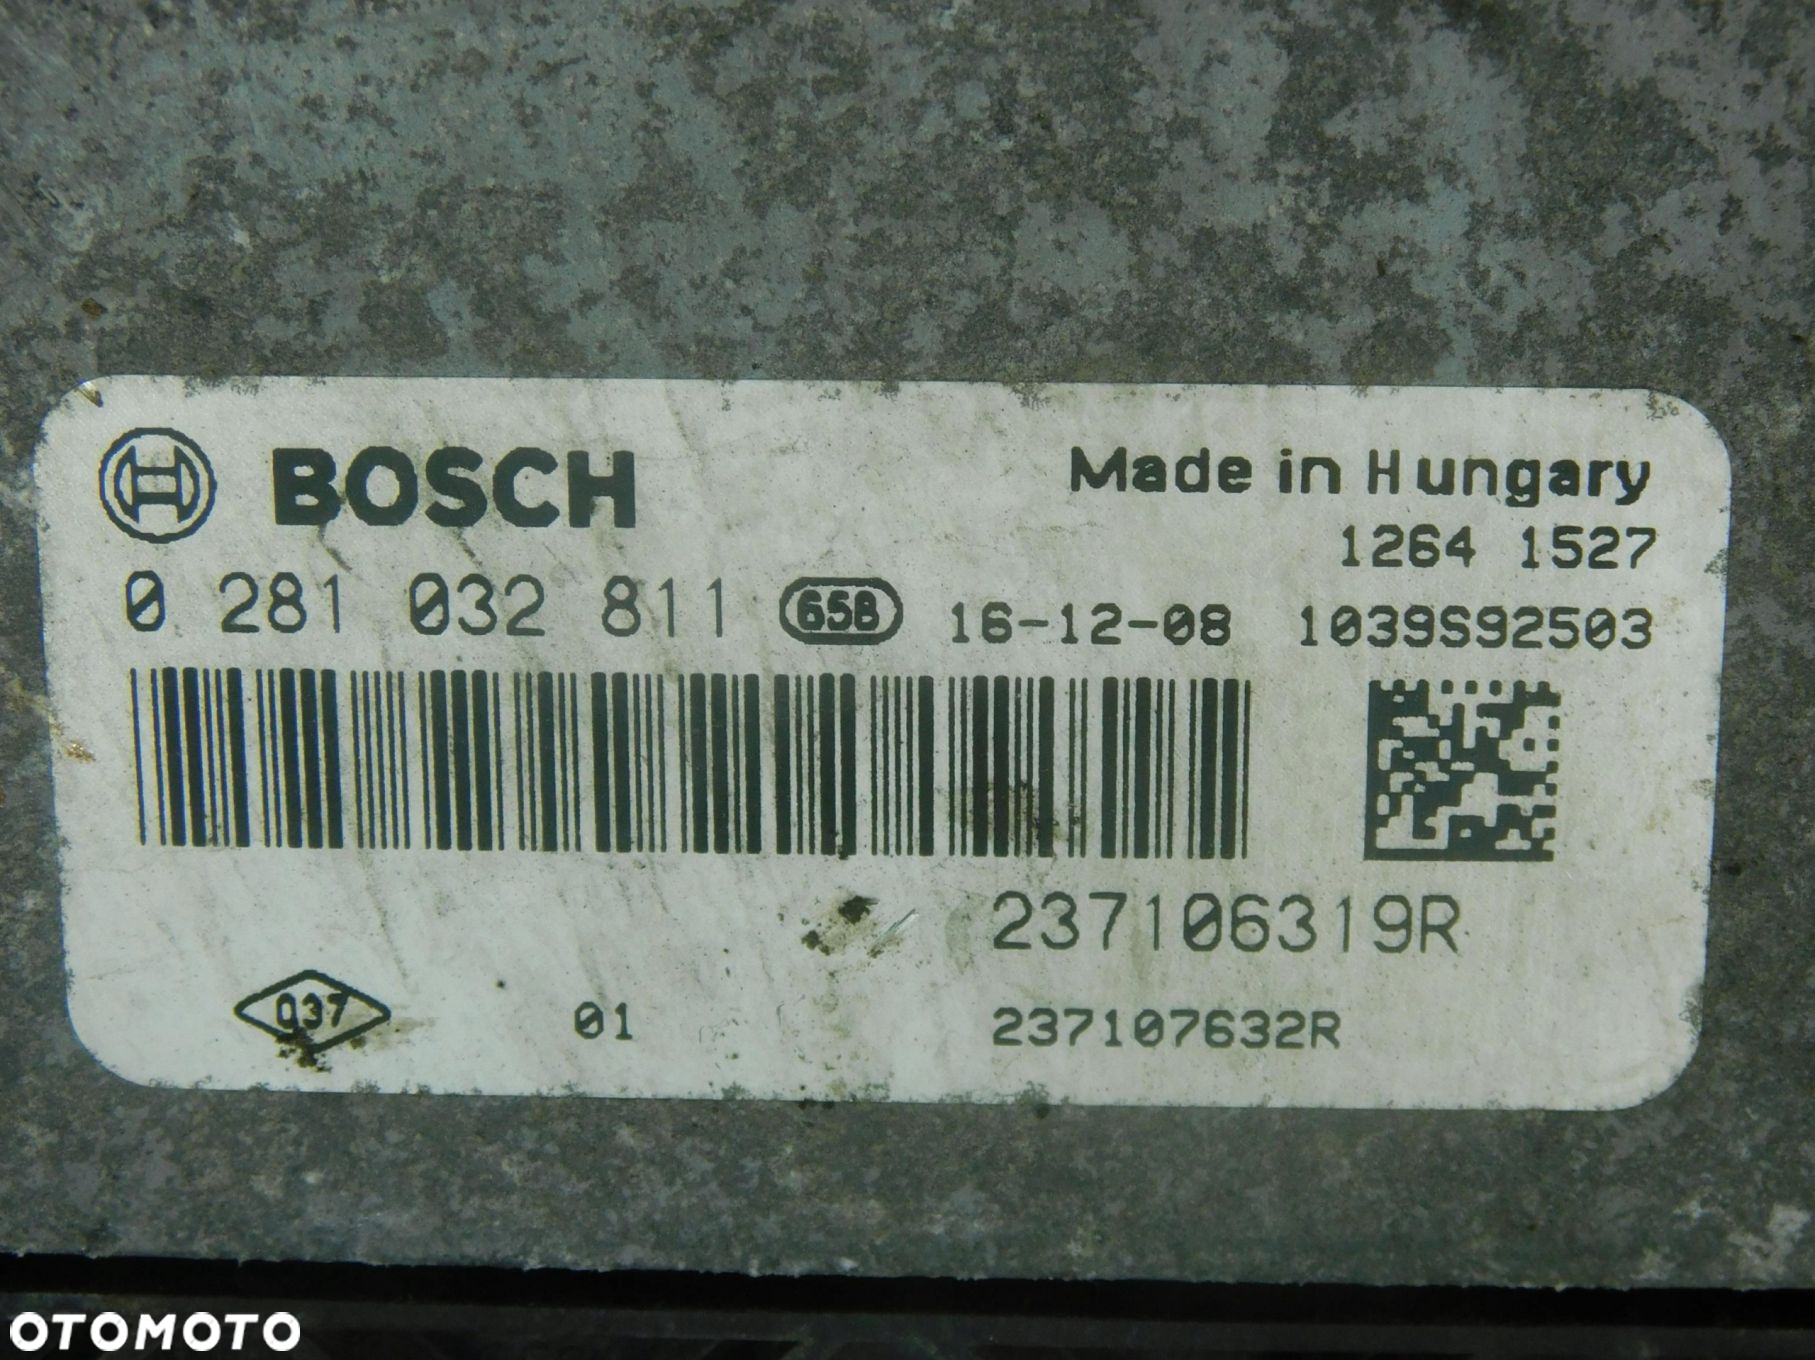 BOSCH
Made in Hungary
1264 1527
0 281 032 811 658 16-12-08 1039S92503
237106319R
037 01 237107632R
OTOMOTO